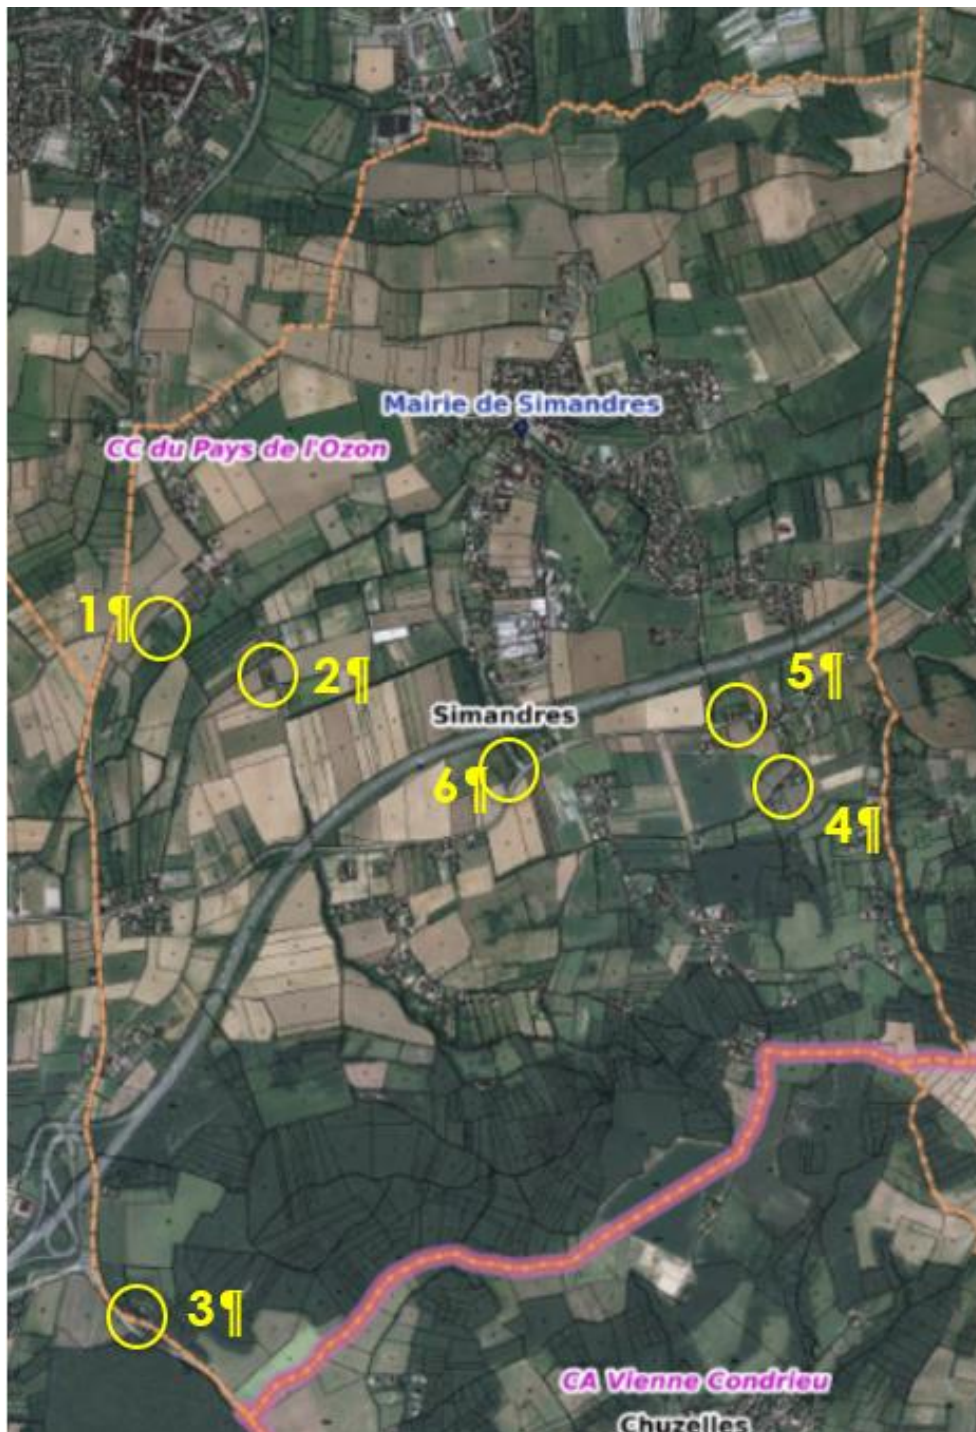 Mairie de Simandres
CC du Pays de l'Ozon
1¶
2¶
5¶
Simandres
6¶
4¶
3¶
CA Vienne Condrieu
Chuzelles